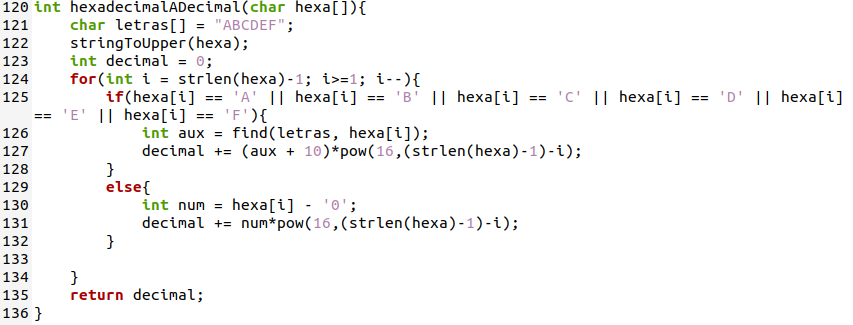 120 int hexadecimalADecimal(char hexa[]){
121     char letras[] = "ABCDEF";
122     stringToUpper(hexa);
123     int decimal = 0;
124     for(int i = strlen(hexa)-1; i>=1; i--){
125         if(hexa[i] == 'A' || hexa[i] == 'B' || hexa[i] == 'C' || hexa[i] == 'D' || hexa[i]
== 'E' || hexa[i] == 'F'){
126             int aux = find(letras, hexa[i]);
127             decimal += (aux + 10)*pow(16,(strlen(hexa)-1)-i);
128         }
129         else{
130             int num = hexa[i] - '0';
131             decimal += num*pow(16,(strlen(hexa)-1)-i);
132         }
133
134     }
135     return decimal;
136 }